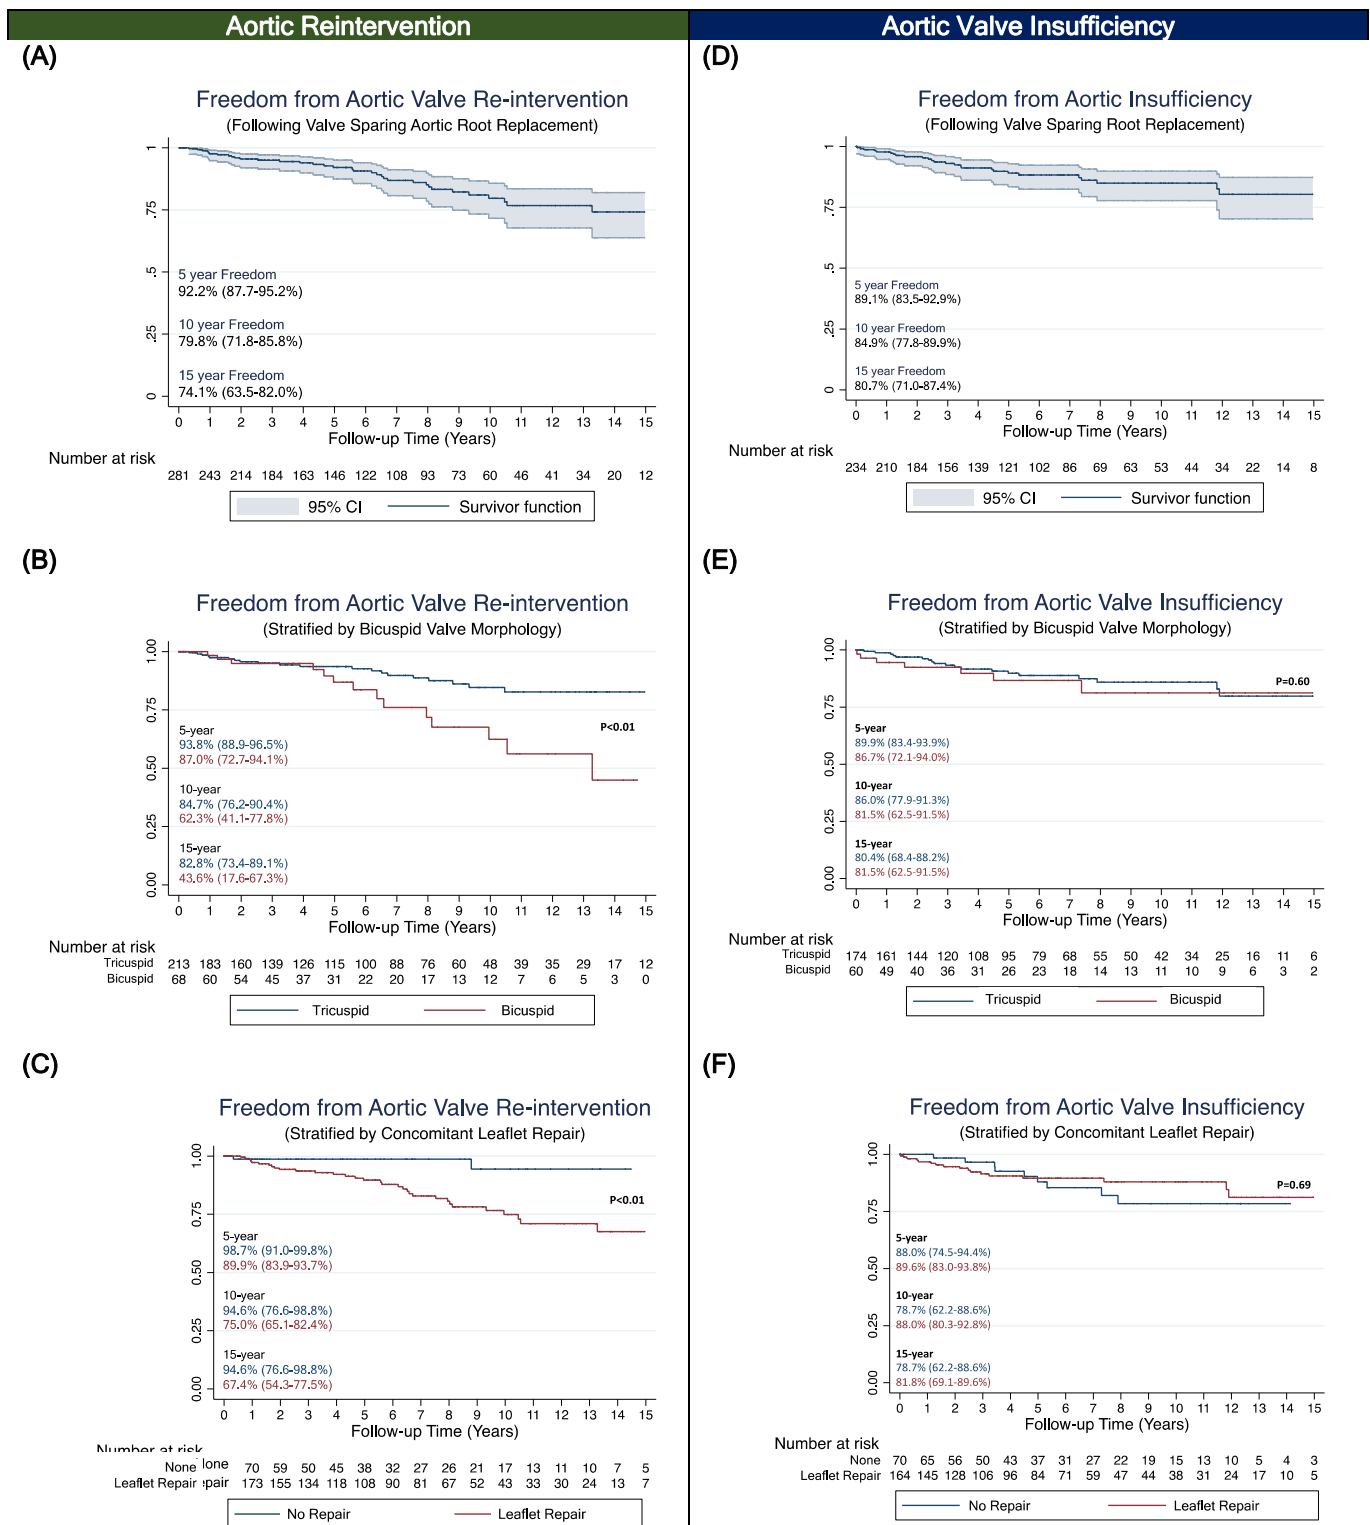 Aortic Reintervention
Aortic Valve Insufficiency
(A)
Freedom from Aortic Valve Re-intervention
(Following Valve Sparing Aortic Root Replacement)
1
.75
.5
.25
0
5 year Freedom
92.2% (87.7-95.2%)
10 year Freedom
79.8% (71.8-85.8%)
15 year Freedom
74.1% (63.5-82.0%)
0 1 2 3 4 5 6 7 8 9 10 11 12 13 14 15
Follow-up Time (Years)
Number at risk
281 243 214 184 163 146 122 108 93 73 60 46 41 34 20 12
95% CI
Survivor function
(D)
Freedom from Aortic Insufficiency
(Following Valve Sparing Root Replacement)
1
.75
.5
.25
0
5 year Freedom
89.1% (83.5-92.9%)
10 year Freedom
84.9% (77.8-89.9%)
15 year Freedom
80.7% (71.0-87.4%)
0 1 2 3 4 5 6 7 8 9 10 11 12 13 14 15
Follow-up Time (Years)
Number at risk
234 210 184 156 139 121 102 86 69 63 53 44 34 22 14 8
95% CI
Survivor function
(B)
Freedom from Aortic Valve Re-intervention
(Stratified by Bicuspid Valve Morphology)
1.00
0.75
0.50
0.25
0.00
P<0.01
5-year
93.8% (88.9-96.5%)
87.0% (72.7-94.1%)
10-year
84.7% (76.2-90.4%)
62.3% (41.1-77.8%)
15-year
82.8% (73.4-89.1%)
43.6% (17.6-67.3%)
0 1 2 3 4 5 6 7 8 9 10 11 12 13 14 15
Follow-up Time (Years)
Number at risk
Tricuspid 213 183 160 139 126 115 100 88 76 60 48 39 35 29 17 12
Bicuspid 68 60 54 45 37 31 22 20 17 13 12 7 6 5 3 0
Tricuspid
Bicuspid
(E)
Freedom from Aortic Valve Insufficiency
(Stratified by Bicuspid Valve Morphology)
1.00
0.75
0.50
0.25
0.00
P=0.60
5-year
89.9% (83.4-93.9%)
86.7% (72.1-94.0%)
10-year
86.0% (77.9-91.3%)
81.5% (62.5-91.5%)
15-year
80.4% (68.4-88.2%)
81.5% (62.5-91.5%)
0 1 2 3 4 5 6 7 8 9 10 11 12 13 14 15
Follow-up Time (Years)
Number at risk
Tricuspid 174 161 144 120 108 95 79 68 55 50 42 34 25 16 11 6
Bicuspid 60 49 40 36 31 26 23 18 14 13 11 10 9 6 3 2
Tricuspid
Bicuspid
(C)
Freedom from Aortic Valve Re-intervention
(Stratified by Concomitant Leaflet Repair)
1.00
0.75
0.50
0.25
0.00
P<0.01
5-year
98.7% (91.0-99.8%)
89.9% (83.9-93.7%)
10-year
94.6% (76.6-98.8%)
75.0% (65.1-82.4%)
15-year
94.6% (76.6-98.8%)
67.4% (54.3-77.5%)
0 1 2 3 4 5 6 7 8 9 10 11 12 13 14 15
Follow-up Time (Years)
Number at risk
None lone 70 59 50 45 38 32 27 26 21 17 13 11 10 7 5
Leaflet Repair pair 173 155 134 118 108 90 81 67 52 43 33 30 24 13 7
No Repair
Leaflet Repair
(F)
Freedom from Aortic Valve Insufficiency
(Stratified by Concomitant Leaflet Repair)
1.00
0.75
0.50
0.25
0.00
P=0.69
5-year
88.0% (74.5-94.4%)
89.6% (83.0-93.8%)
10-year
78.7% (62.2-88.6%)
88.0% (80.3-92.8%)
15-year
78.7% (62.2-88.6%)
81.8% (69.1-89.6%)
0 1 2 3 4 5 6 7 8 9 10 11 12 13 14 15
Follow-up Time (Years)
Number at risk
None 70 65 56 50 43 37 31 27 22 19 15 13 10 5 4 3
Leaflet Repair 164 145 128 106 96 84 71 59 47 44 38 31 24 17 10 5
No Repair
Leaflet Repair